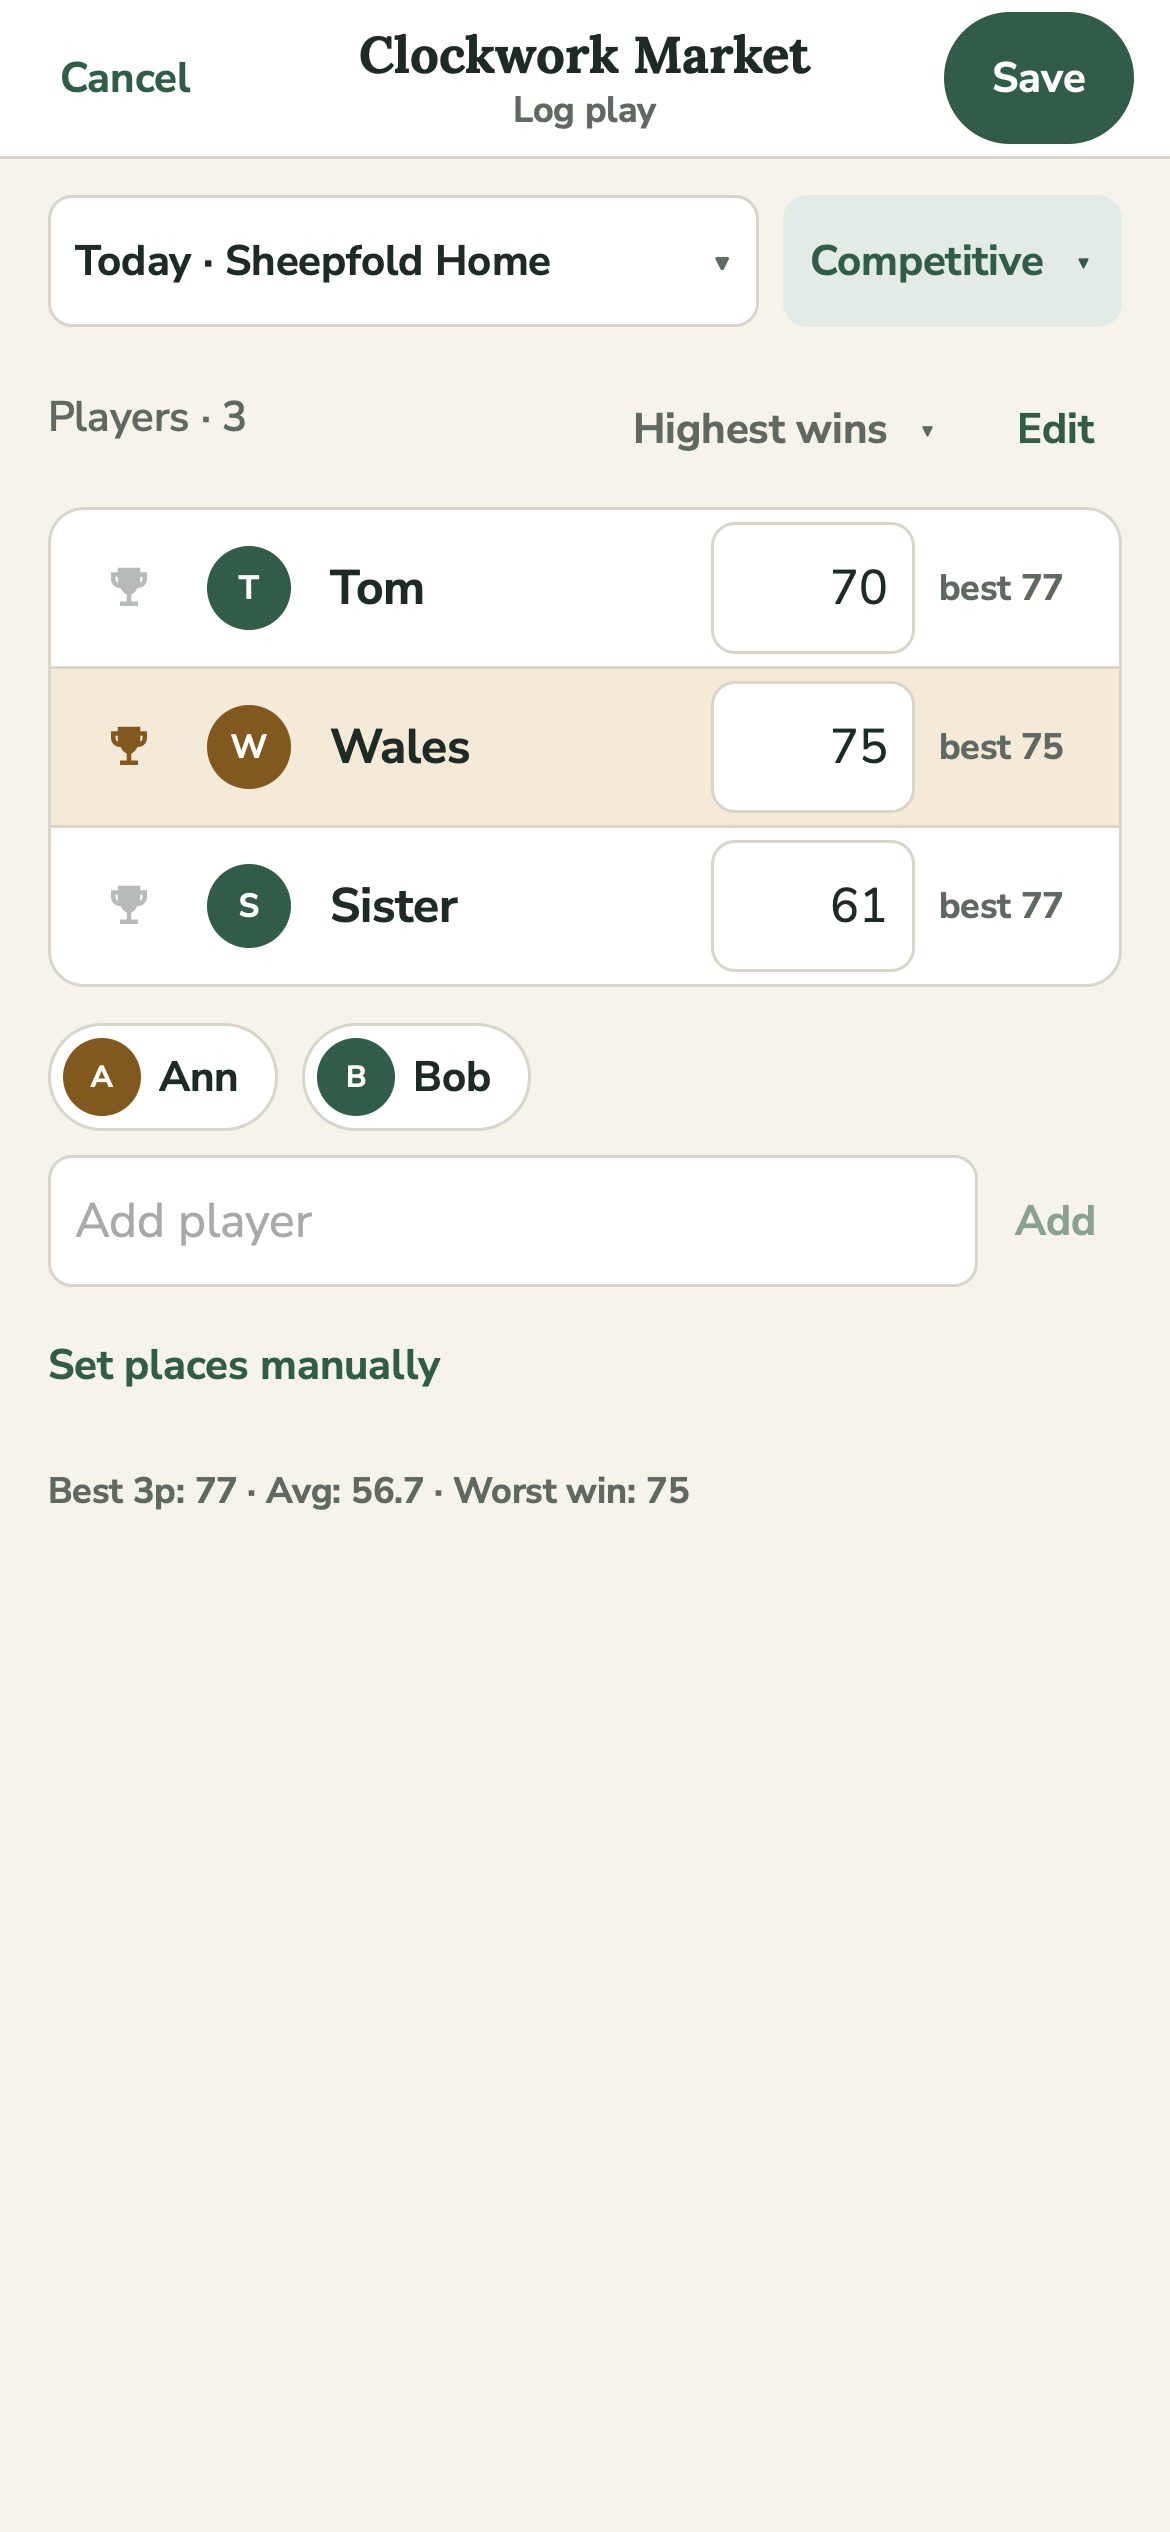 Cancel
Clockwork Market
Log play
Save
Today · Sheepfold Home ▾
Competitive ▾
Players · 3
Highest wins ▾
Edit
T Tom 70 best 77
W Wales 75 best 75
S Sister 61 best 77
A Ann
B Bob
Add player
Add
Set places manually
Best 3p: 77 · Avg: 56.7 · Worst win: 75